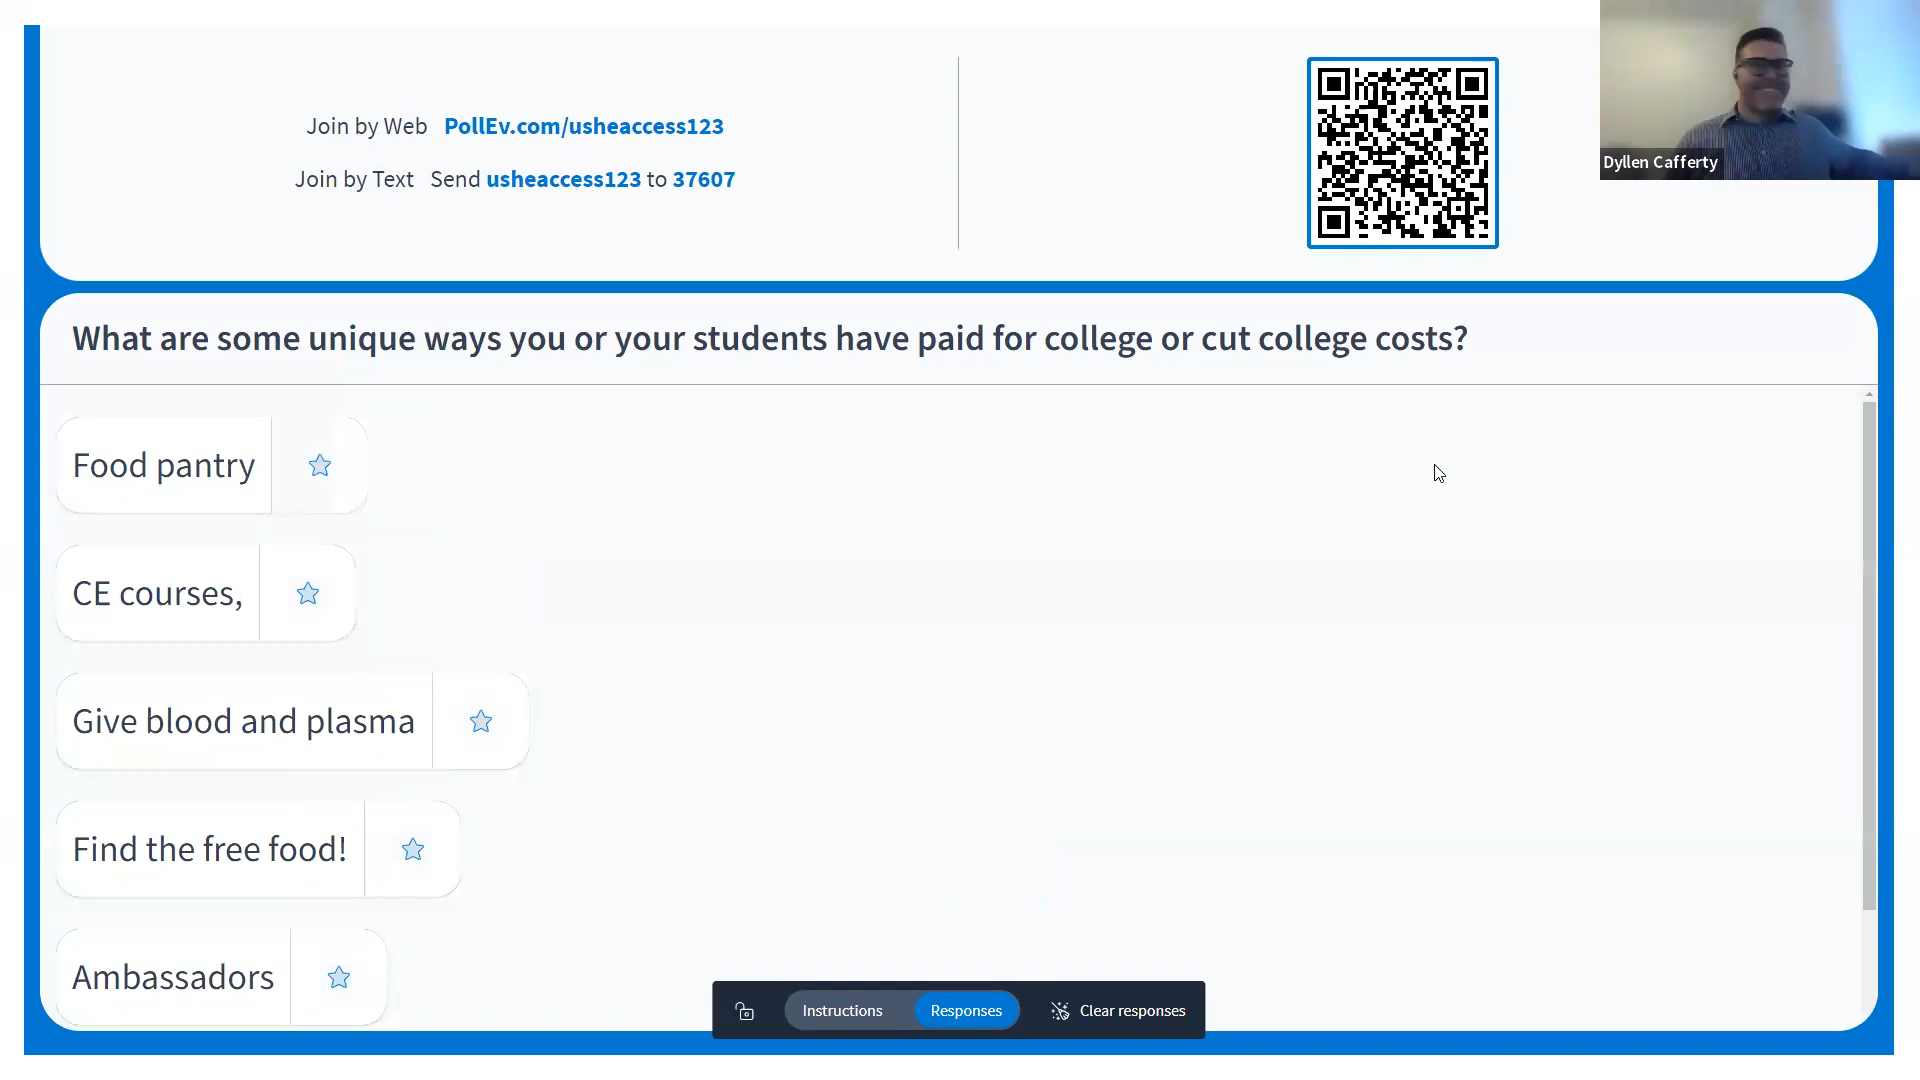 Join by Web PollEv.com/usheaccess123
Join by Text Send usheaccess123 to 37607
Dyllen Cafferty
What are some unique ways you or your students have paid for college or cut college costs?
Food pantry
CE courses,
Give blood and plasma
Find the free food!
Ambassadors
Instructions
Responses
Clear responses